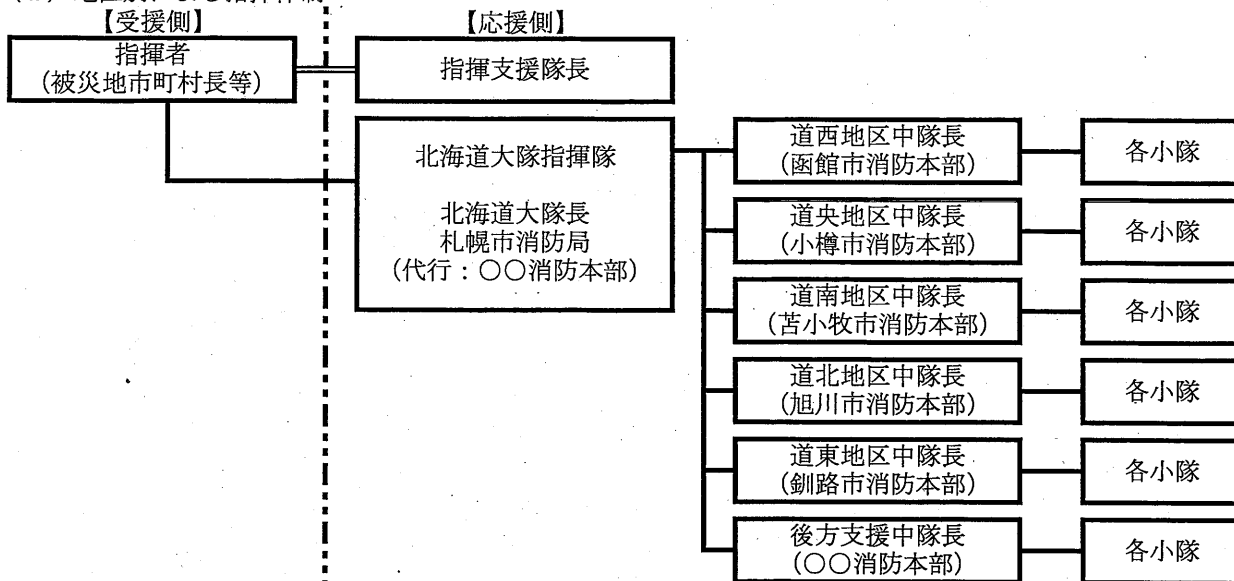 【受援側】
【応援側】
指揮者
(被災地市町村長等)
指揮支援隊長
北海道大隊指揮隊
北海道大隊長
札幌市消防局
(代行:〇〇消防本部)
道西地区中隊長
(函館市消防本部)
各小隊
道央地区中隊長
(小樽市消防本部)
各小隊
道南地区中隊長
(苫小牧市消防本部)
各小隊
道北地区中隊長
(旭川市消防本部)
各小隊
道東地区中隊長
(釧路市消防本部)
各小隊
後方支援中隊長
(〇〇消防本部)
各小隊